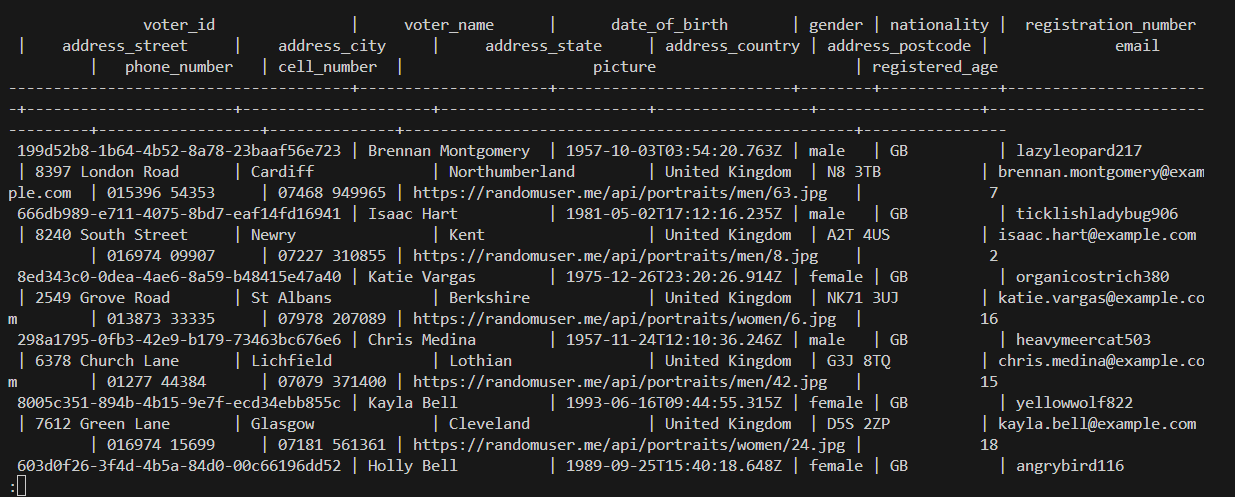 voter_id | voter_name | date_of_birth | gender | nationality | registration_number
| address_street | address_city | address_state | address_country | address_postcode | email
| phone_number | cell_number | picture | registered_age
--------------------------------------+----------------------+---------------------------+--------+-------------+------------------------
-+------------------------+----------------------+------------------------+-----------------+------------------+-------------------------
---------+------------------+--------------+--------------------------------------------------+----------------
199d52b8-1b64-4b52-8a78-23baaf56e723 | Brennan Montgomery | 1957-10-03T03:54:20.763Z | male | GB | lazyleopard217
| 8397 London Road | Cardiff | Northumberland | United Kingdom | N8 3TB | brennan.montgomery@exam
ple.com | 015396 54353 | 07468 949965 | https://randomuser.me/api/portraits/men/63.jpg | 7
666db989-e711-4075-8bd7-eaf14fd16941 | Isaac Hart | 1981-05-02T17:12:16.235Z | male | GB | ticklishladybug906
| 8240 South Street | Newry | Kent | United Kingdom | A2T 4US | isaac.hart@example.com
| 016974 09907 | 07227 310855 | https://randomuser.me/api/portraits/men/8.jpg | 2
8ed343c0-0dea-4ae6-8a59-b48415e47a40 | Katie Vargas | 1975-12-26T23:20:26.914Z | female | GB | organicostrich380
| 2549 Grove Road | St Albans | Berkshire | United Kingdom | NK71 3UJ | katie.vargas@example.co
m | 013873 33335 | 07978 207089 | https://randomuser.me/api/portraits/women/6.jpg | 16
298a1795-0fb3-42e9-b179-73463bc676e6 | Chris Medina | 1957-11-24T12:10:36.246Z | male | GB | heavymeercat503
| 6378 Church Lane | Lichfield | Lothian | United Kingdom | G3J 8TQ | chris.medina@example.co
m | 01277 44384 | 07079 371400 | https://randomuser.me/api/portraits/men/42.jpg | 15
8005c351-894b-4b15-9e7f-ecd34ebb855c | Kayla Bell | 1993-06-16T09:44:55.315Z | female | GB | yellowwolf822
| 7612 Green Lane | Glasgow | Cleveland | United Kingdom | D5S 2ZP | kayla.bell@example.com
| 016974 15699 | 07181 561361 | https://randomuser.me/api/portraits/women/24.jpg | 18
603d0f26-3f4d-4b5a-84d0-00c66196dd52 | Holly Bell | 1989-09-25T15:40:18.648Z | female | GB | angrybird116
: